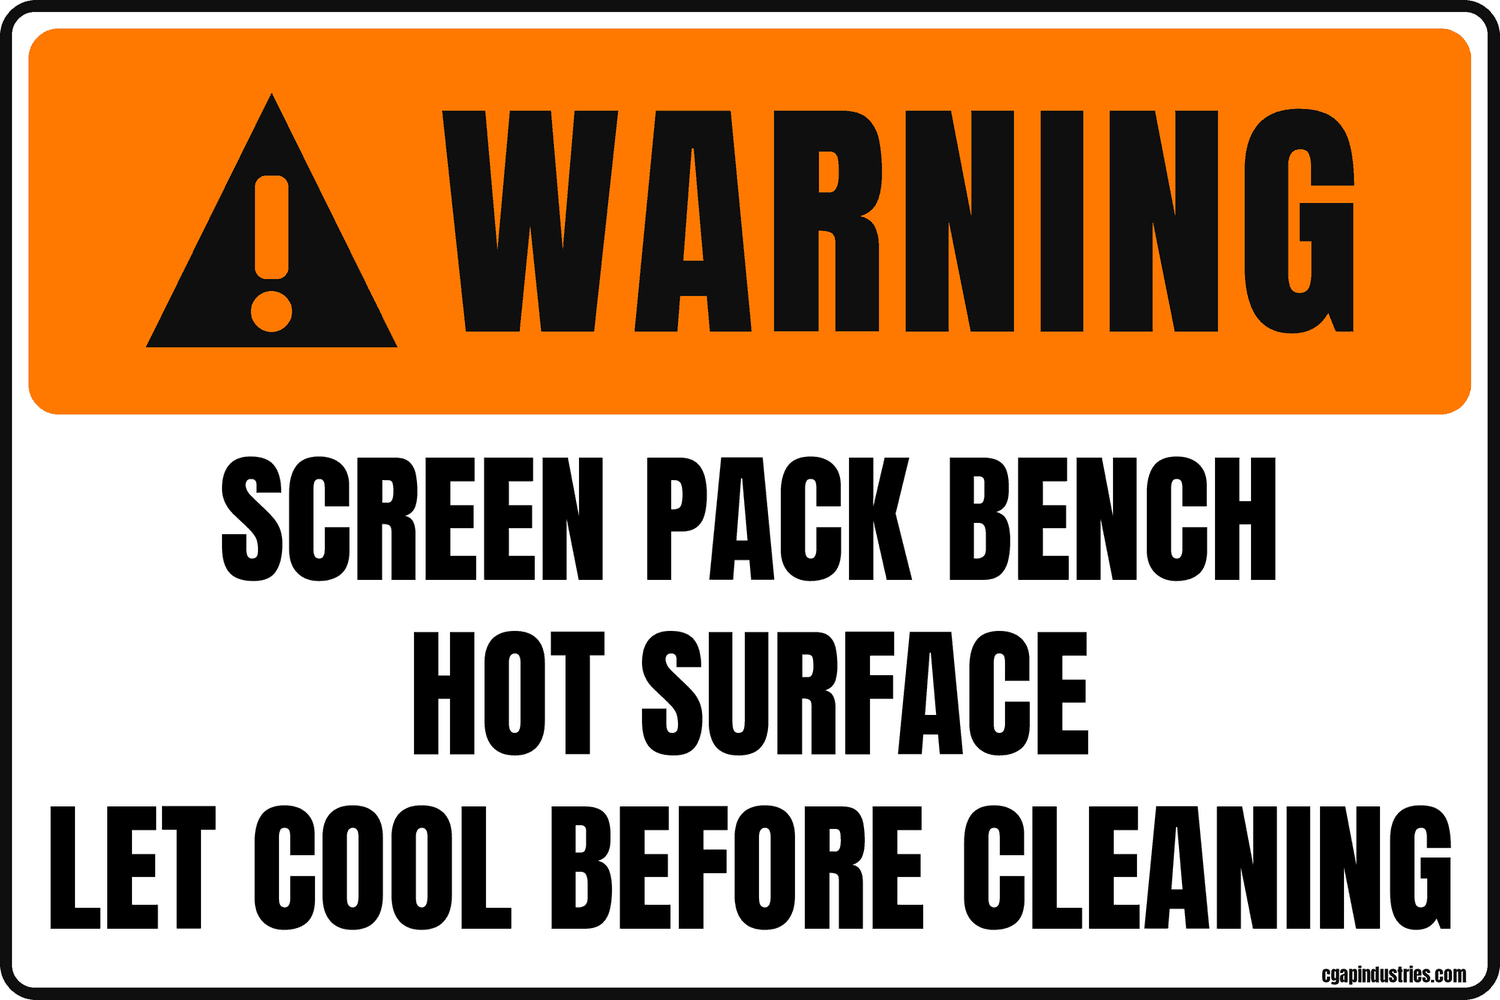 WARNING
SCREEN PACK BENCH
HOT SURFACE
LET COOL BEFORE CLEANING
cgapindustries.com